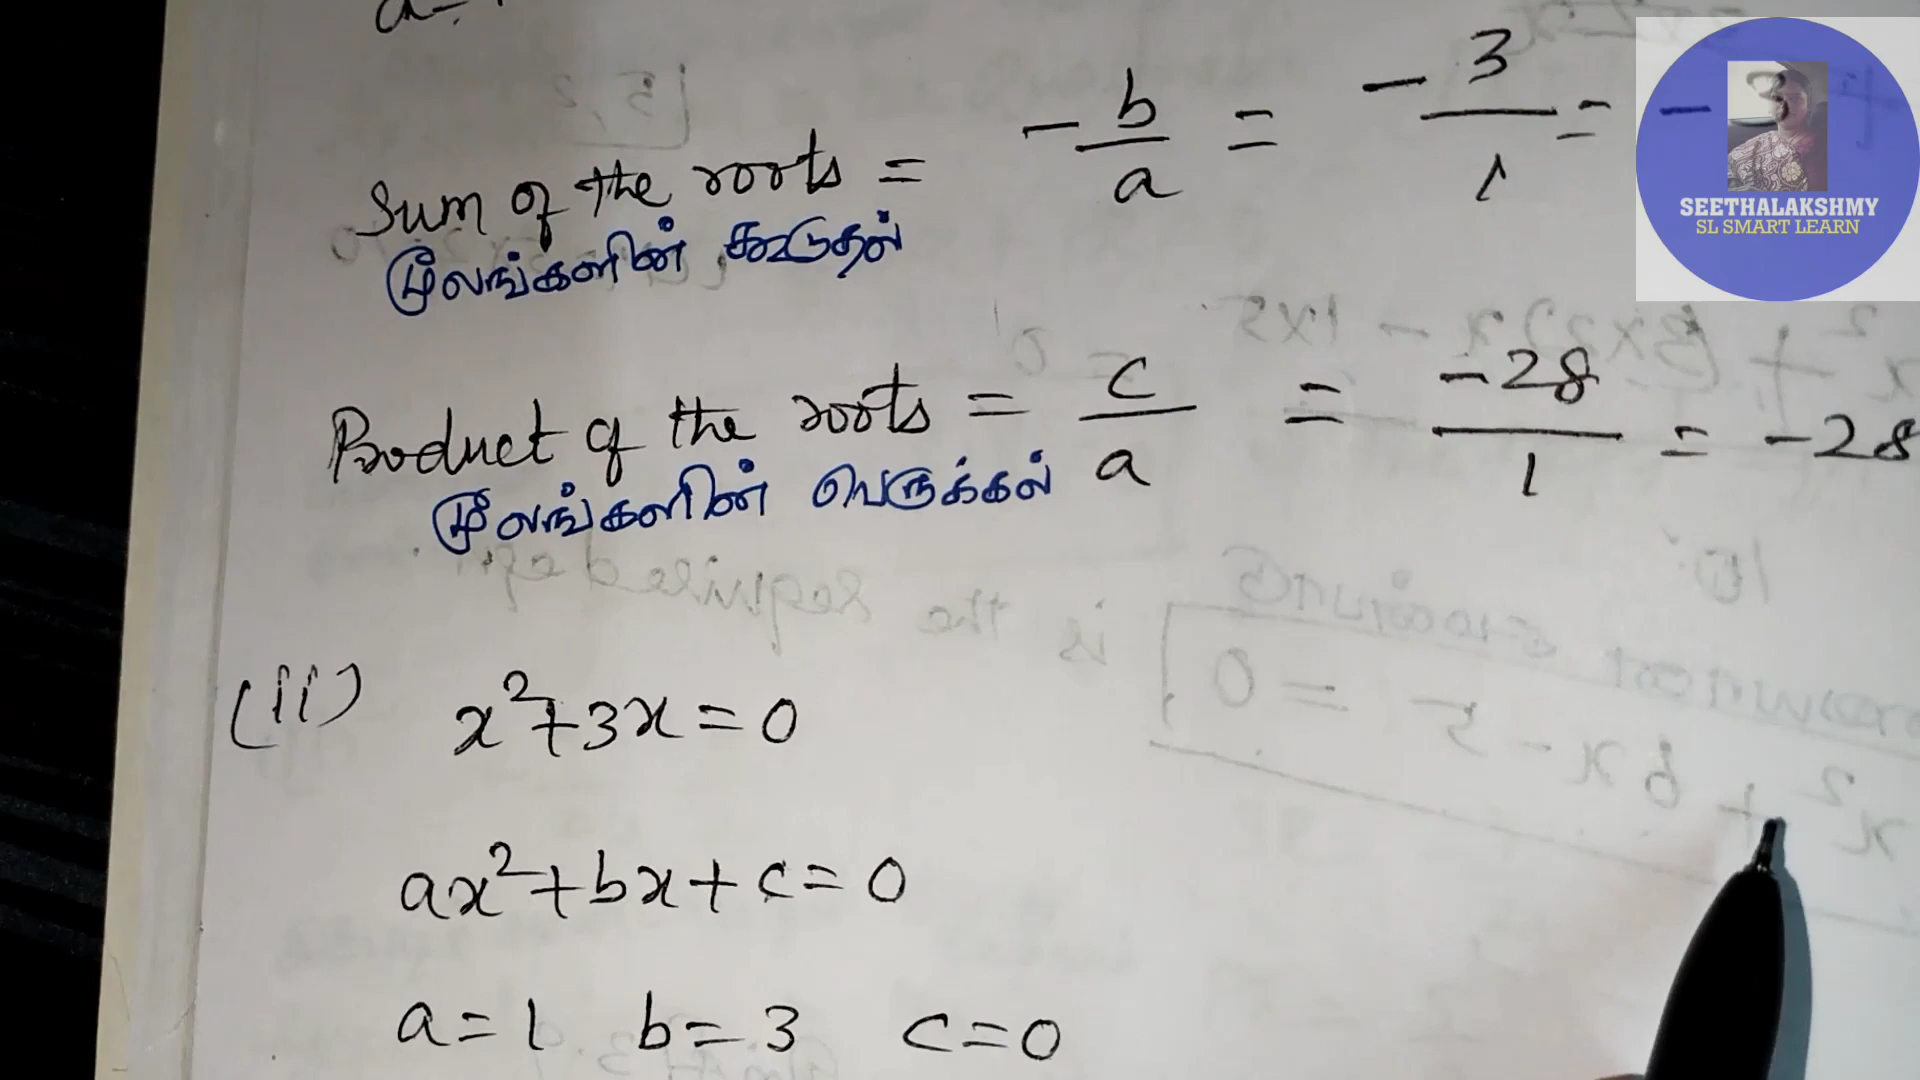 Sum of the roots = - b/a = - 3/1 = - 3
மூலங்களின் கூடுதல்
Product of the roots = c/a = -28/1 = -28
மூலங்களின் பெருக்கல்
(ii) x²+3x=0
ax²+bx+c=0
a=1 b=3 c=0
SEETHALAKSHMY
SL SMART LEARN